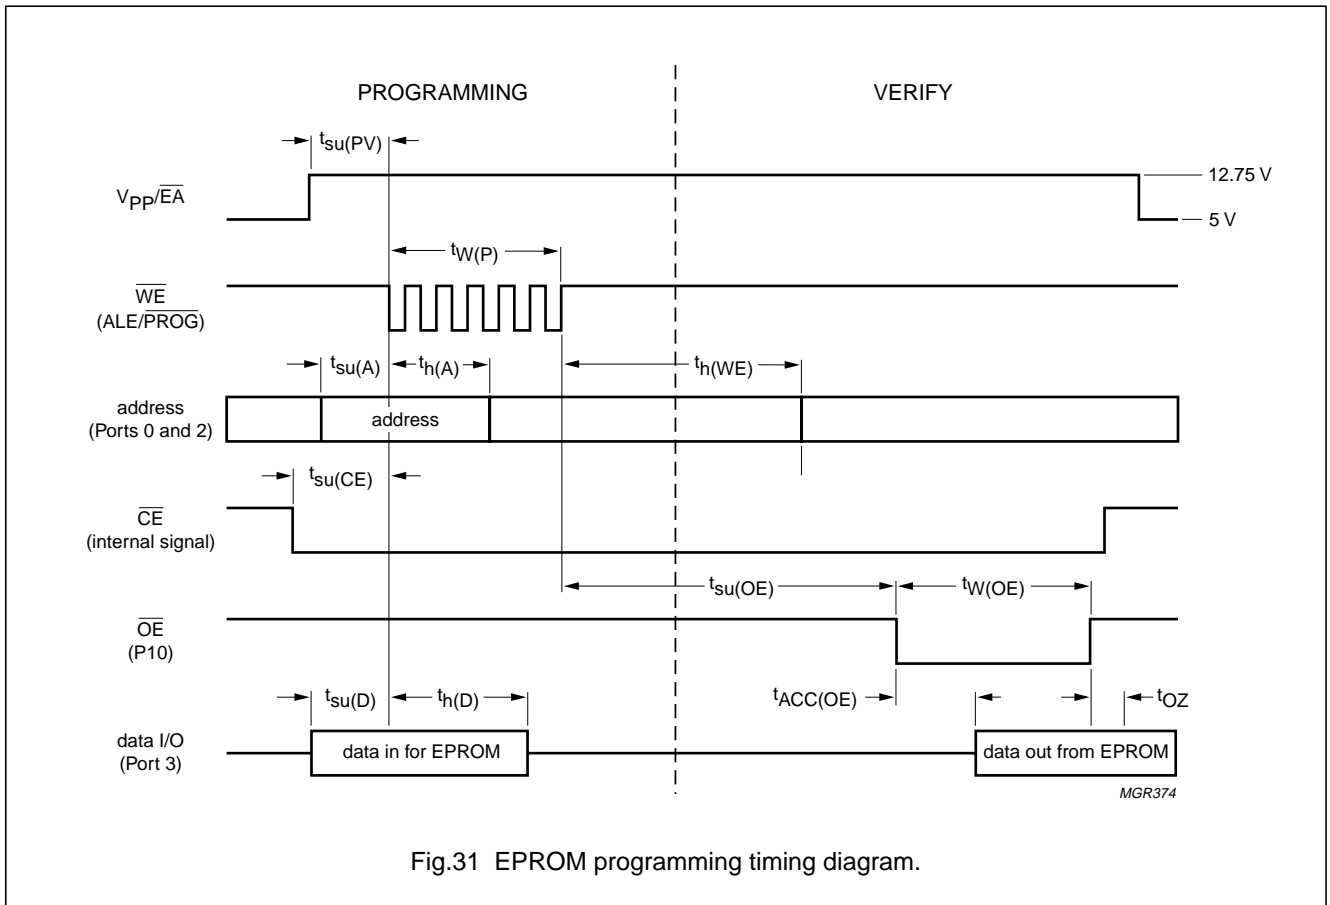 PROGRAMMING
VERIFY
tsu(PV)
VPP/EA
12.75 V
5 V
tW(P)
WE
(ALE/PROG)
tsu(A)
th(A)
th(WE)
address
(Ports 0 and 2)
address
tsu(CE)
CE
(internal signal)
tsu(OE)
tW(OE)
OE
(P10)
tsu(D)
th(D)
tACC(OE)
tOZ
data I/O
(Port 3)
data in for EPROM
data out from EPROM
MGR374
Fig.31 EPROM programming timing diagram.